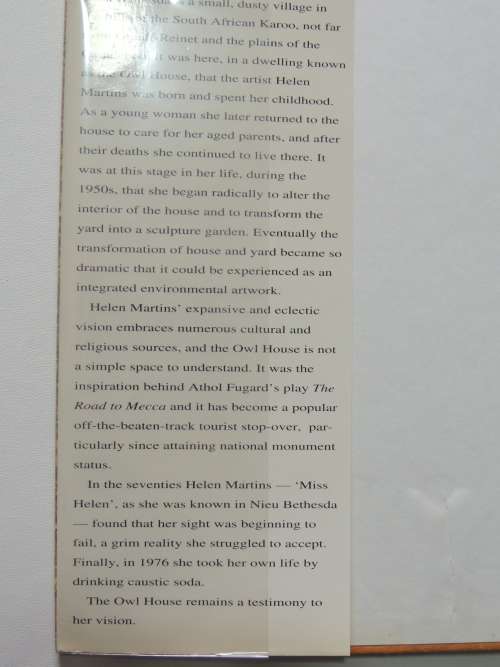 a small, dusty village in
of the South African Karoo, not far
Reinet and the plains of the
was here, in a dwelling known
as the Owl House, that the artist Helen
Martins was born and spent her childhood.
As a young woman she later returned to the
house to care for her aged parents, and after
their deaths she continued to live there. It
was at this stage in her life, during the
1950s, that she began radically to alter the
interior of the house and to transform the
yard into a sculpture garden. Eventually the
transformation of house and yard became so
dramatic that it could be experienced as an
integrated environmental artwork.
Helen Martins’ expansive and eclectic
vision embraces numerous cultural and
religious sources, and the Owl House is not
a simple space to understand. It was the
inspiration behind Athol Fugard’s play The
Road to Mecca and it has become a popular
off-the-beaten-track tourist stop-over, par-
ticularly since attaining national monument
status.
In the seventies Helen Martins — ‘Miss
Helen’, as she was known in Nieu Bethesda
— found that her sight was beginning to
fail, a grim reality she struggled to accept.
Finally, in 1976 she took her own life by
drinking caustic soda.
The Owl House remains a testimony to
her vision.